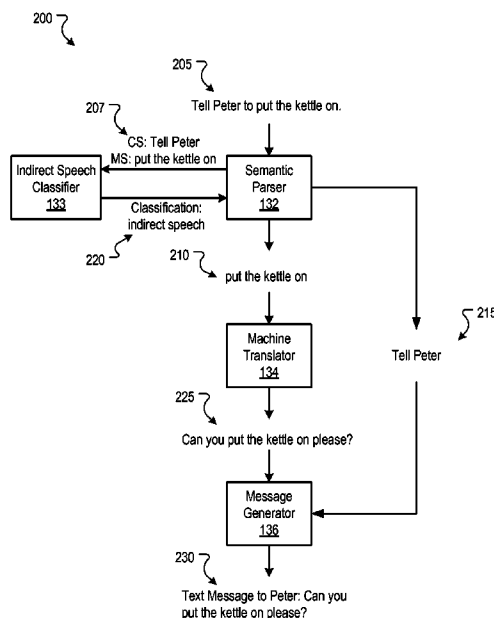 200
205
Tell Peter to put the kettle on.
207
CS: Tell Peter
MS: put the kettle on
Indirect Speech
Classifier
133
Semantic
Parser
132
Classification:
indirect speech
220
210
put the kettle on
215
Tell Peter
Machine
Translator
134
225
Can you put the kettle on please?
Message
Generator
136
230
Text Message to Peter: Can you
put the kettle on please?